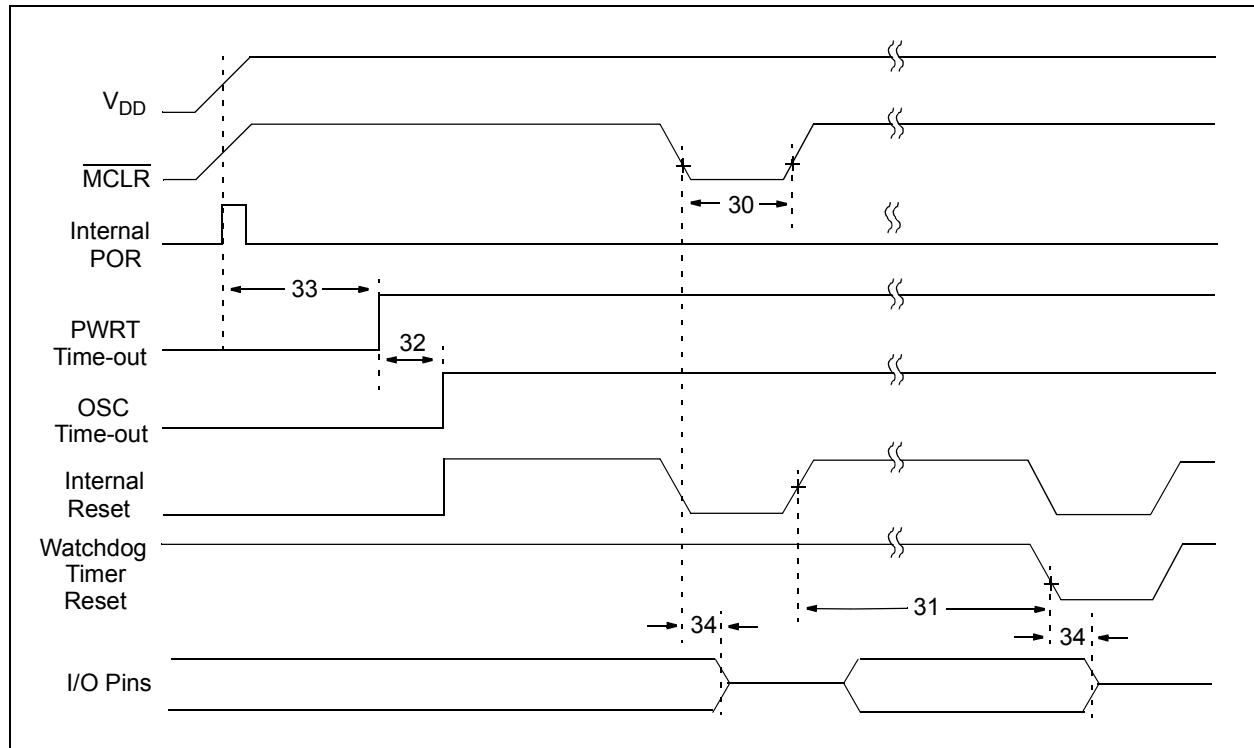 VDD
MCLR
30
Internal
POR
33
PWRT
Time-out
32
OSC
Time-out
Internal
Reset
Watchdog
Timer
Reset
31
34
34
I/O Pins